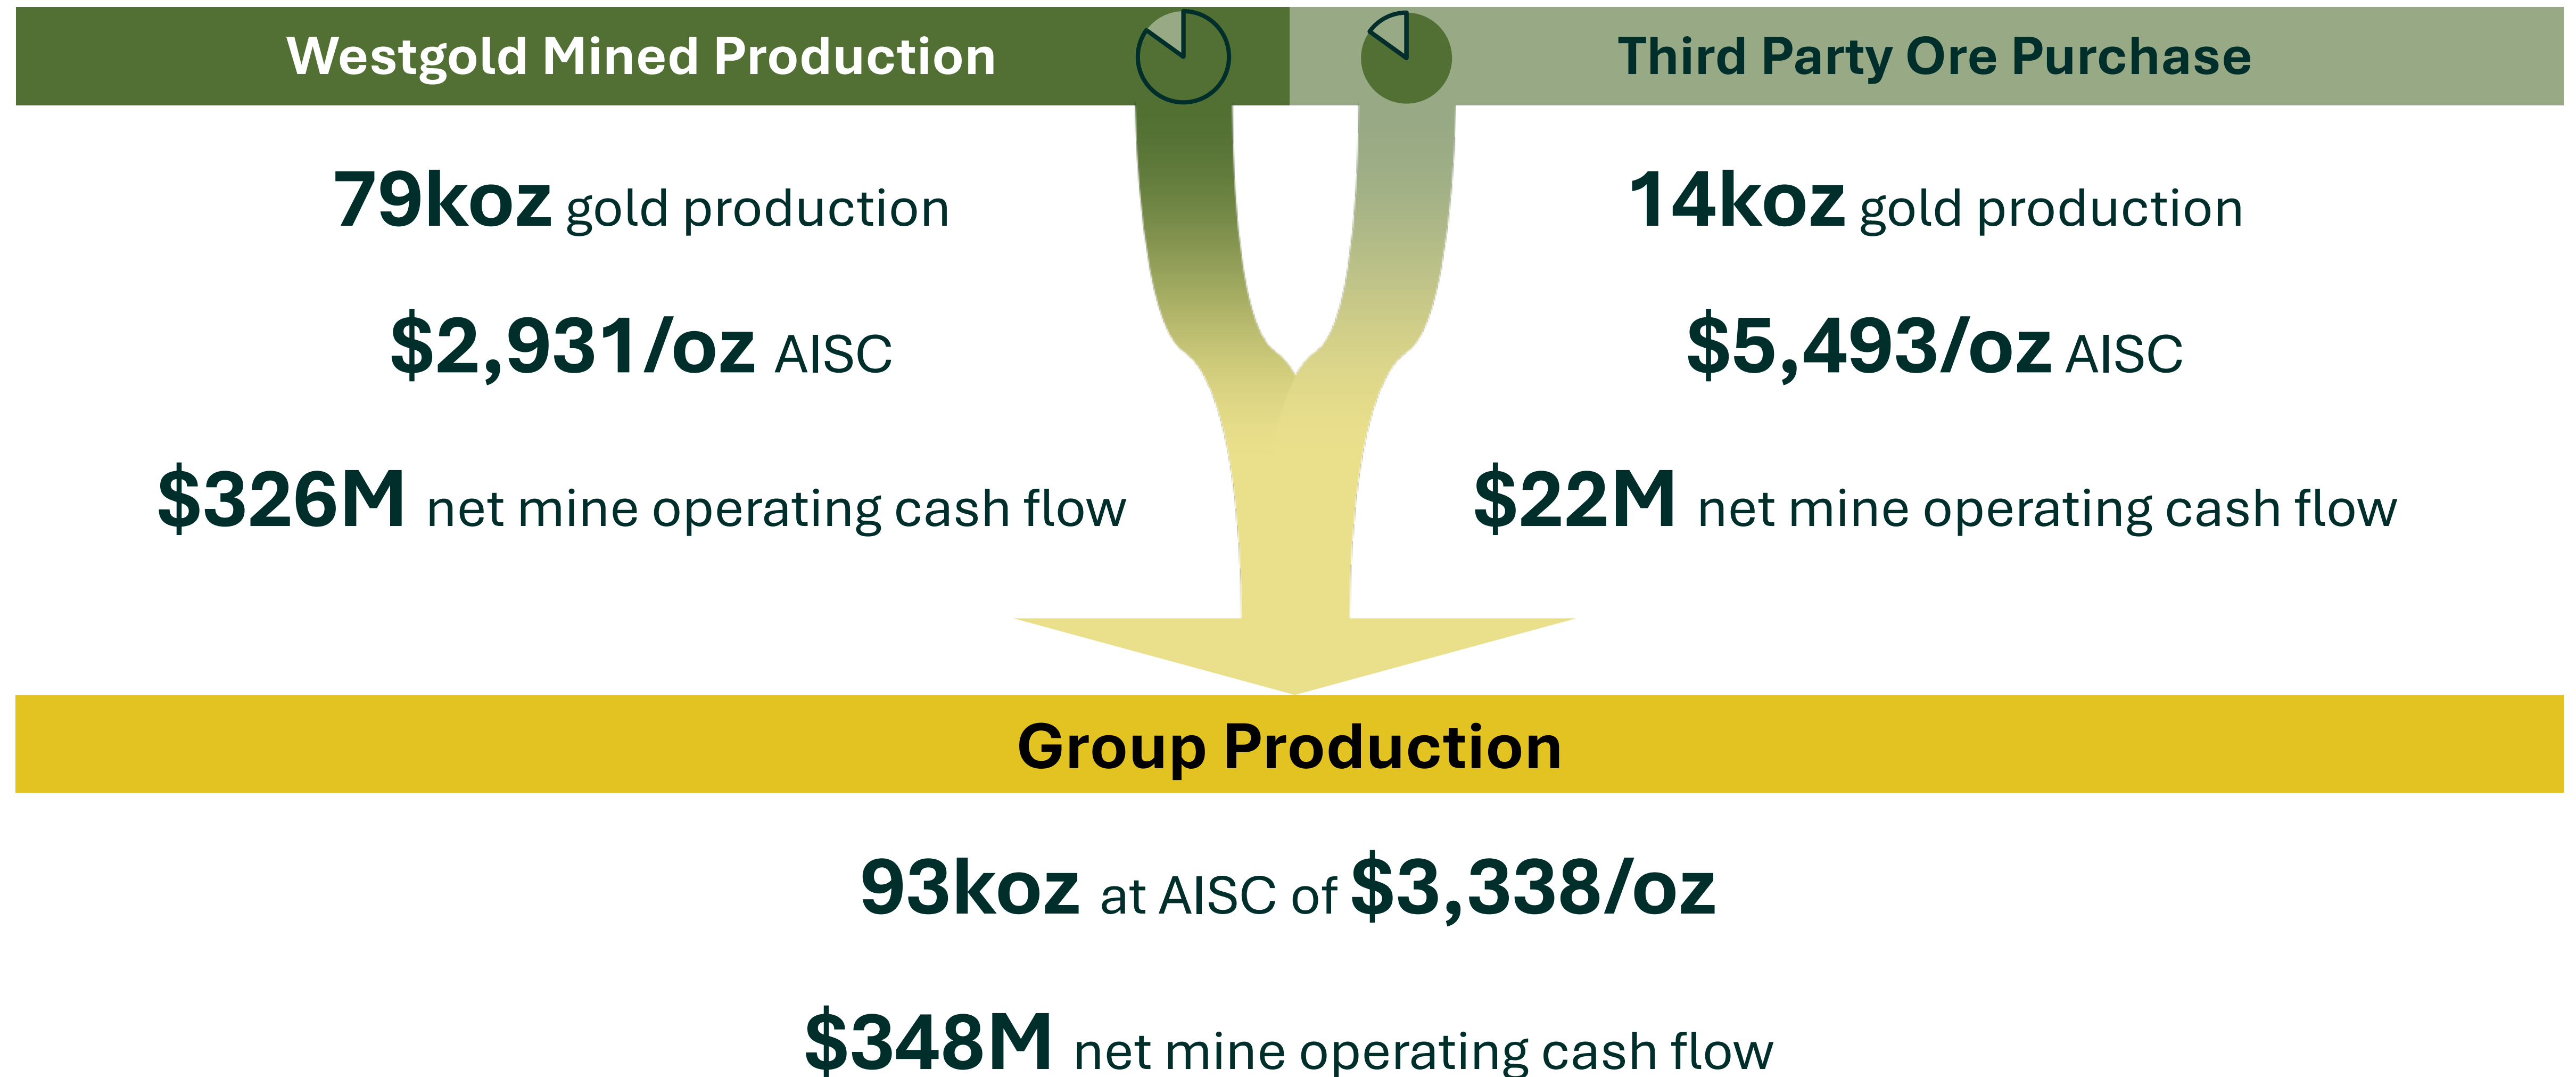 Westgold Mined Production
79koz gold production
$2,931/oz AISC
$326M net mine operating cash flow
Third Party Ore Purchase
14koz gold production
$5,493/oz AISC
$22M net mine operating cash flow
Group Production
93koz at AISC of $3,338/oz
$348M net mine operating cash flow